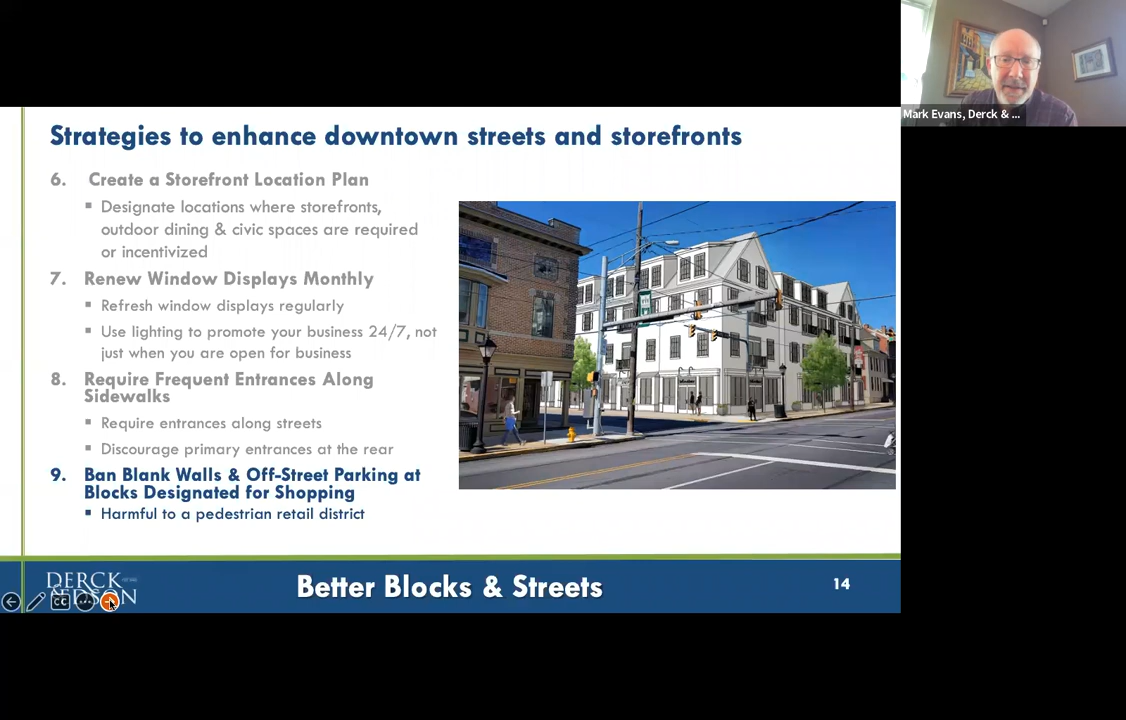 Mark Evans, Derck & ...
Strategies to enhance downtown streets and storefronts
6. Create a Storefront Location Plan
▪ Designate locations where storefronts,
outdoor dining & civic spaces are required
or incentivized
7. Renew Window Displays Monthly
▪ Refresh window displays regularly
▪ Use lighting to promote your business 24/7, not
just when you are open for business
8. Require Frequent Entrances Along
Sidewalks
▪ Require entrances along streets
▪ Discourage primary entrances at the rear
9. Ban Blank Walls & Off-Street Parking at
Blocks Designated for Shopping
▪ Harmful to a pedestrian retail district
DERCK
CC
Better Blocks & Streets
14